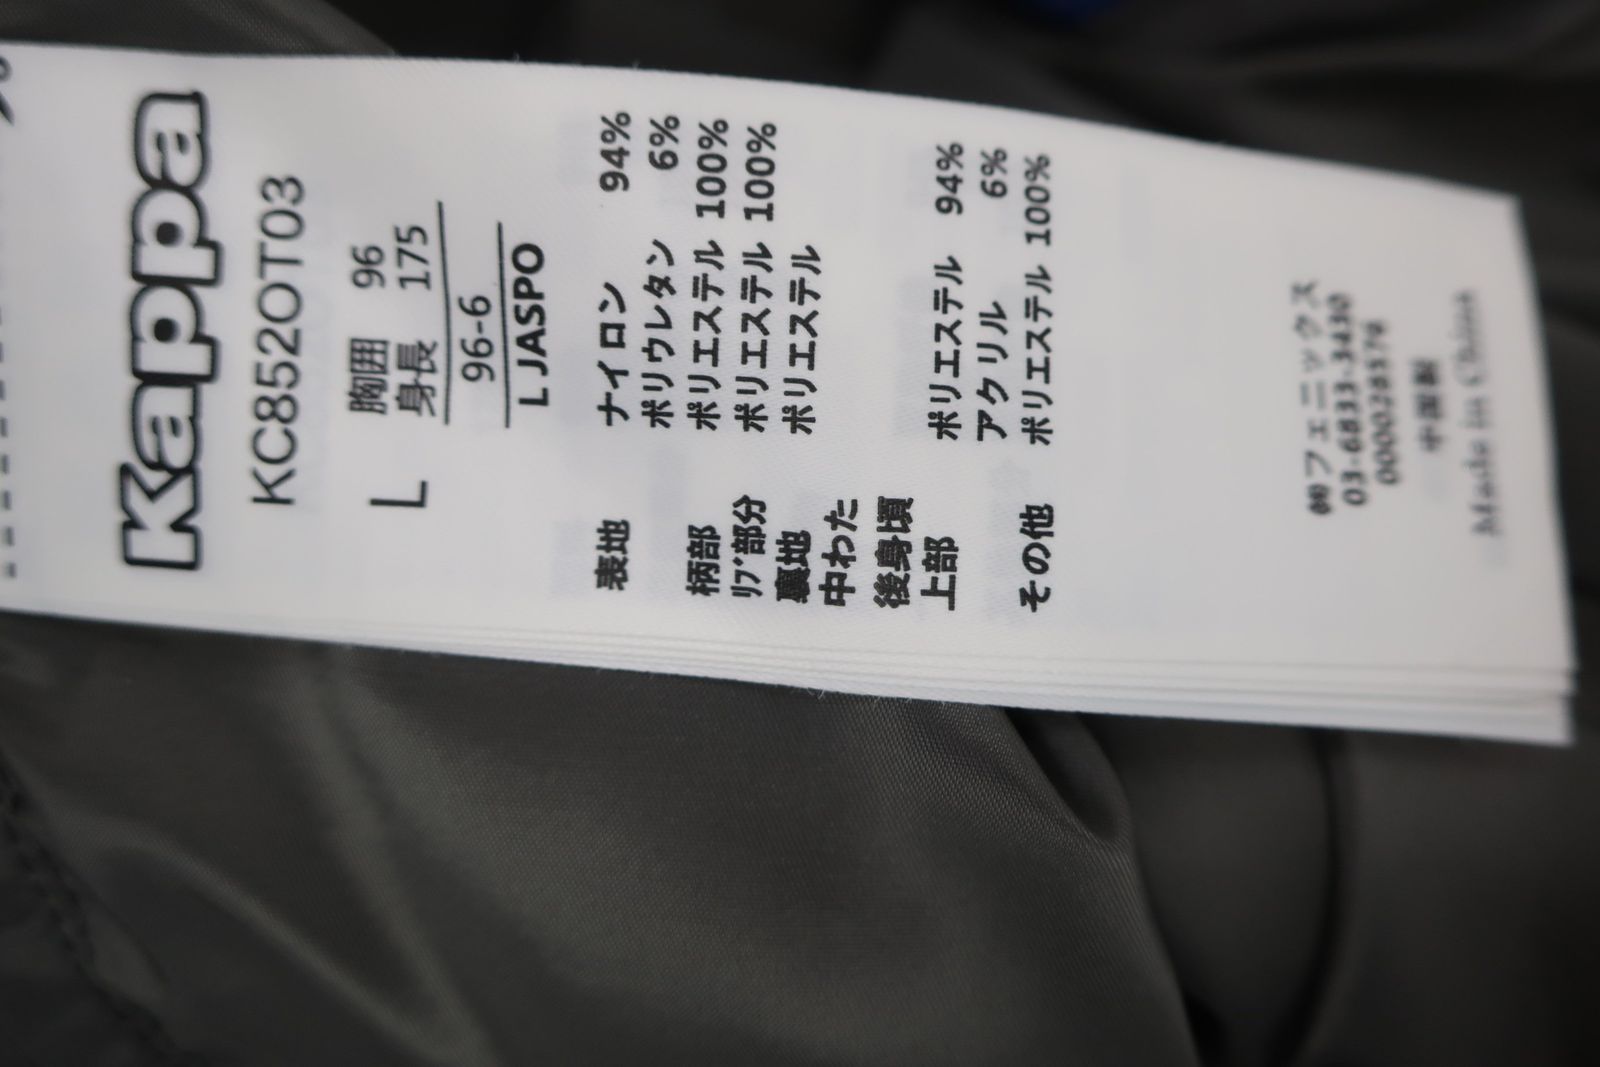 Kappa
KC852OT03
L 胸囲 96
身長 175
96-6
L JASPO
表地 ナイロン 94%
ポリウレタン 6%
柄部 ポリエステル 100%
ﾘﾌﾞ部分 ポリエステル 100%
裏地 ポリエステル
中わた
後身頃
上部 ポリエステル 94%
アクリル 6%
その他 ポリエステル 100%
㈱フェニックス
03-6833-3430
中国製
Made in China